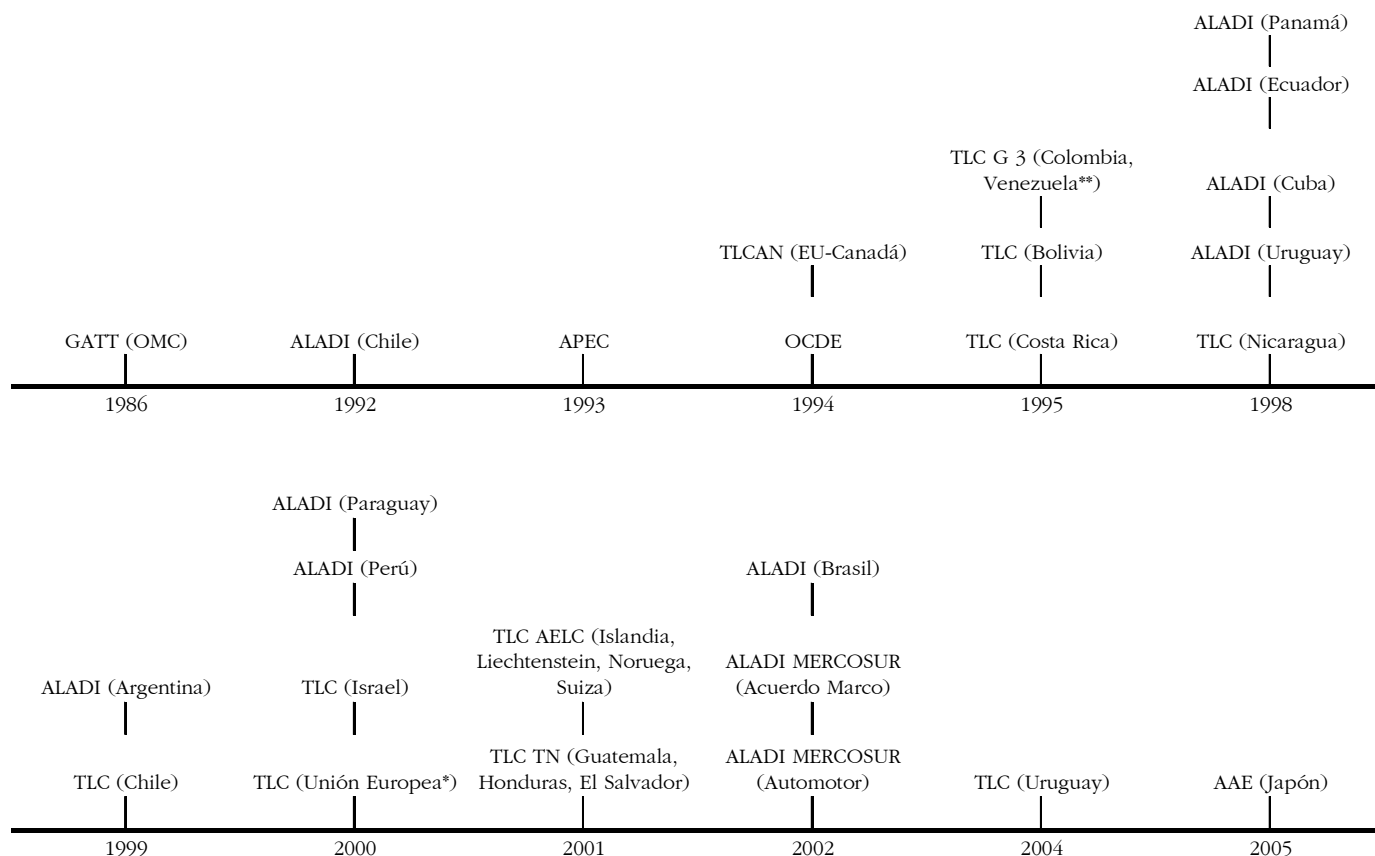 ALADI (Panamá)
ALADI (Ecuador)
TLC G 3 (Colombia,
Venezuela**)
ALADI (Cuba)
TLCAN (EU-Canadá)
TLC (Bolivia)
ALADI (Uruguay)
GATT (OMC)
ALADI (Chile)
APEC
OCDE
TLC (Costa Rica)
TLC (Nicaragua)
1986
1992
1993
1994
1995
1998
ALADI (Paraguay)
ALADI (Perú)
ALADI (Brasil)
TLC AELC (Islandia,
Liechtenstein, Noruega,
Suiza)
ALADI MERCOSUR
(Acuerdo Marco)
ALADI (Argentina)
TLC (Israel)
TLC TN (Guatemala,
Honduras, El Salvador)
ALADI MERCOSUR
(Automotor)
TLC (Chile)
TLC (Unión Europea*)
TLC (Uruguay)
AAE (Japón)
1999
2000
2001
2002
2004
2005